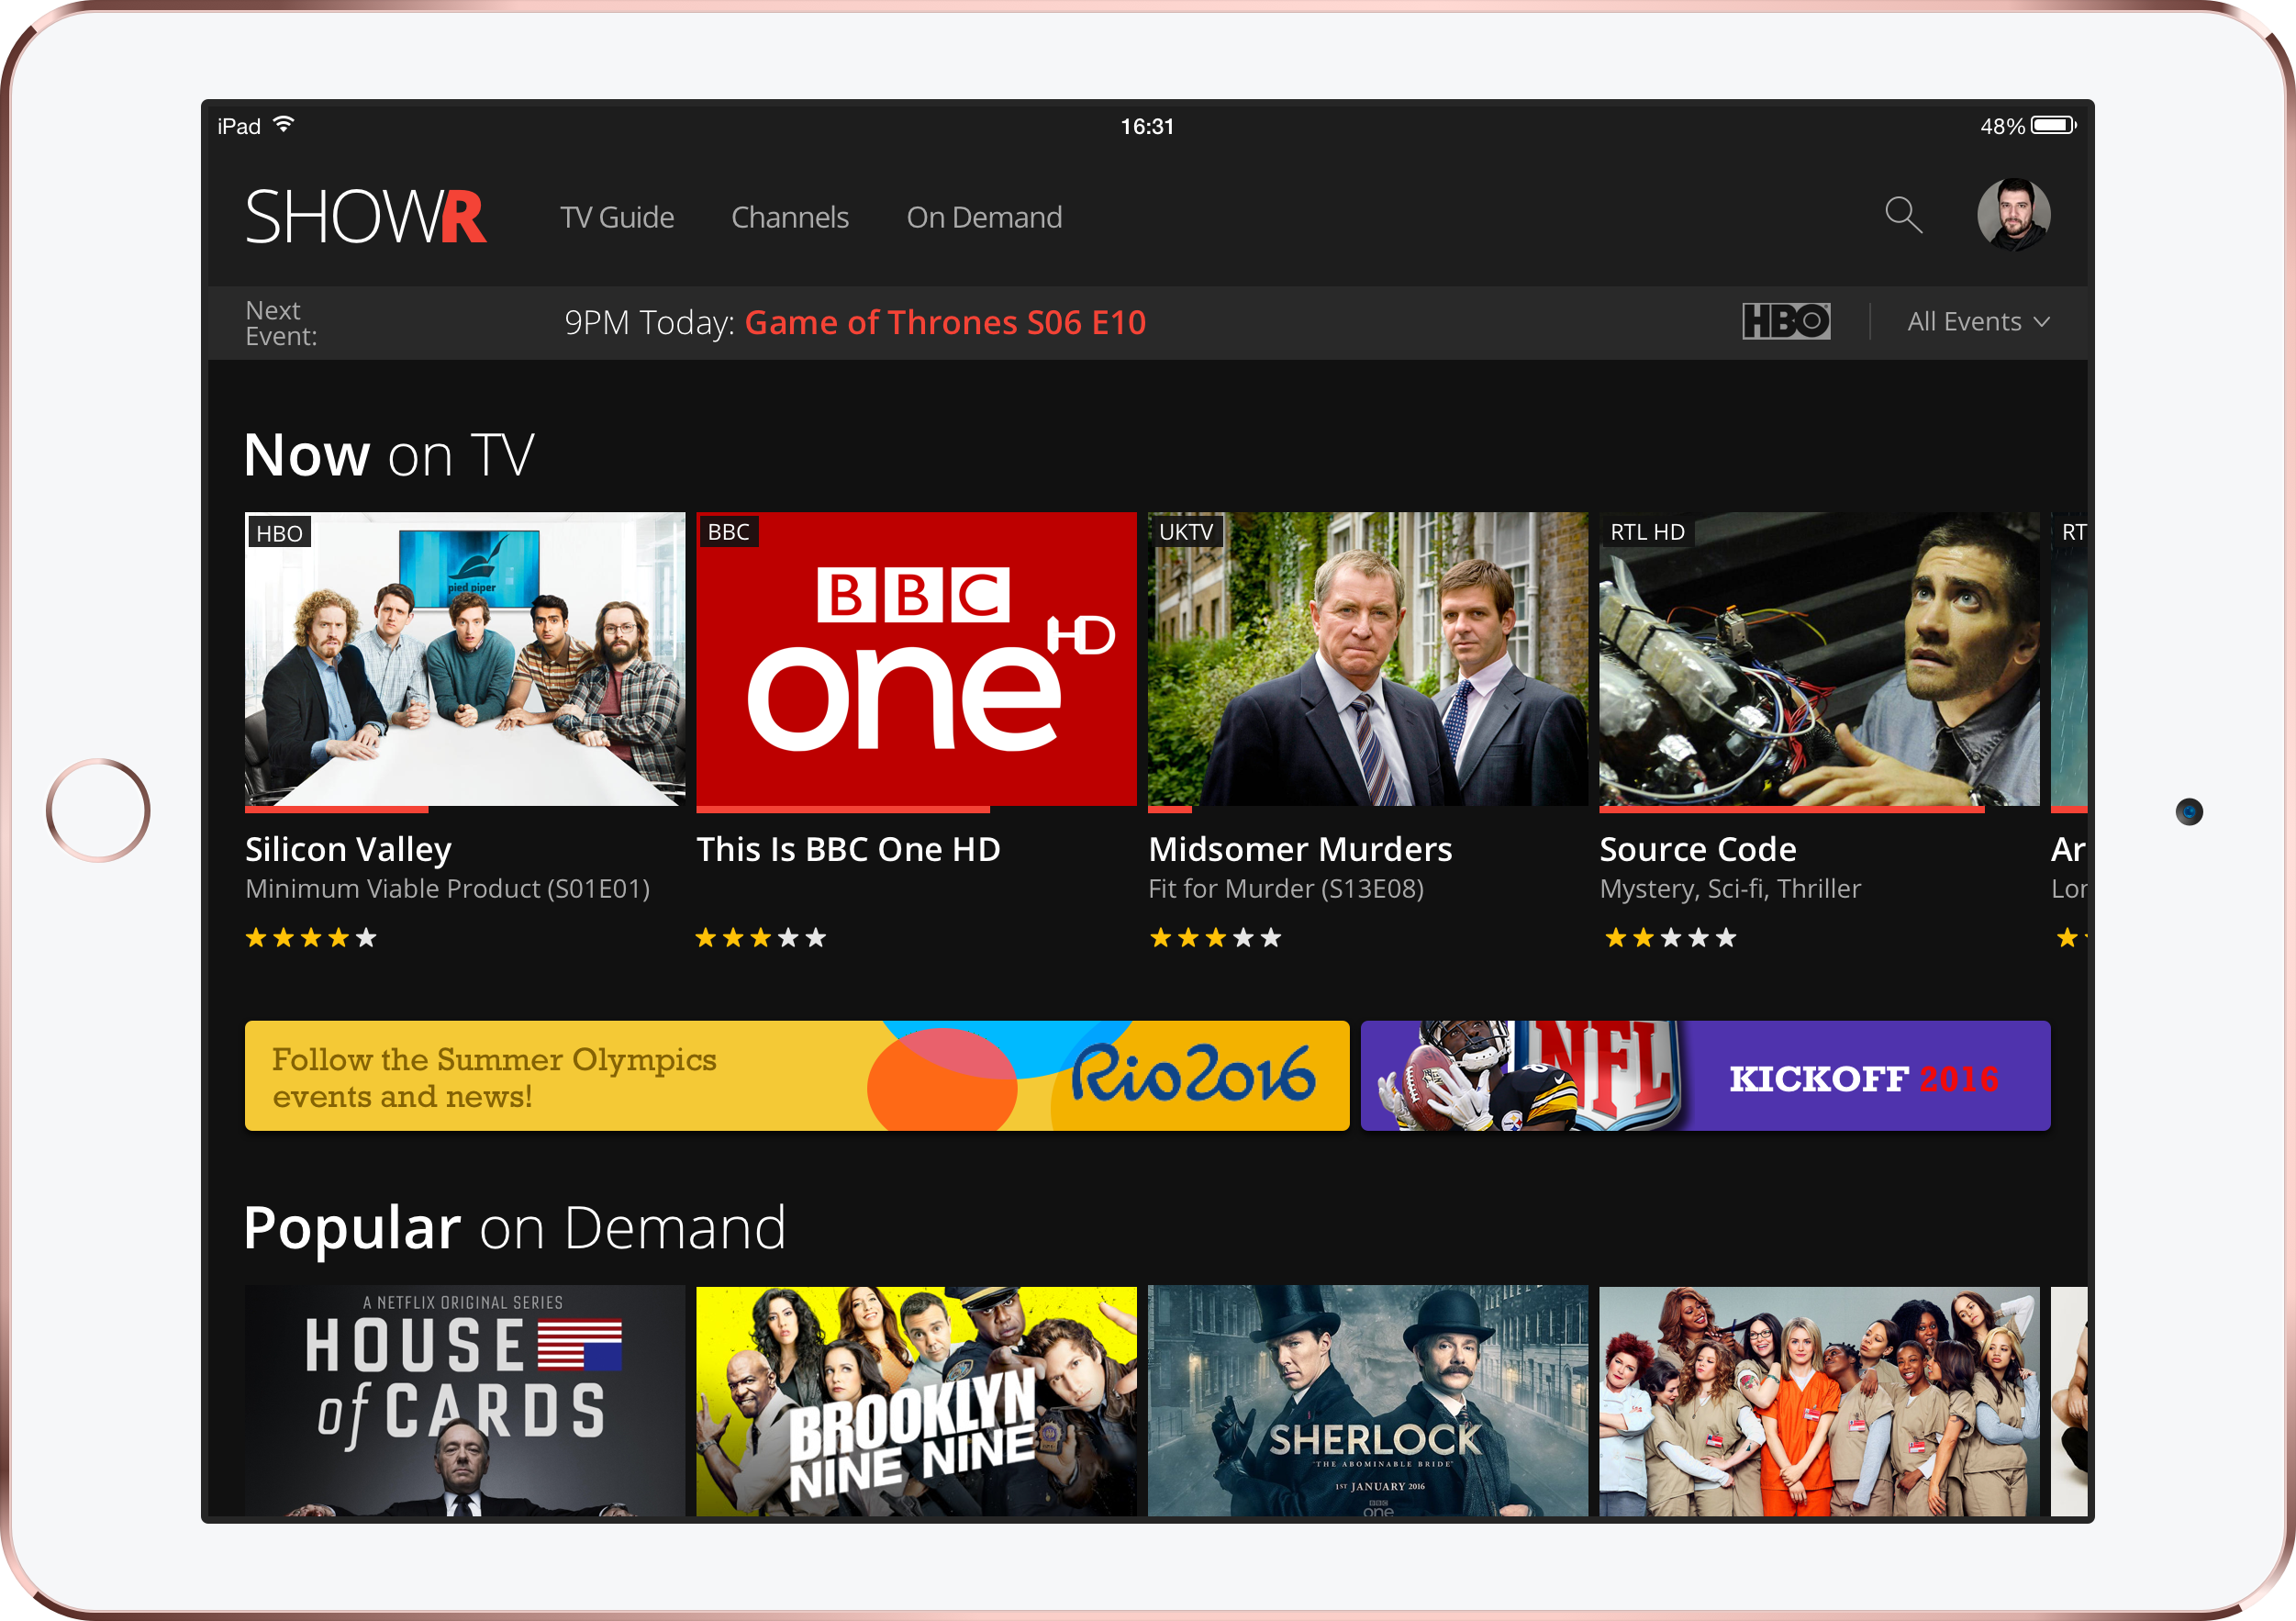 iPad
16:31
48%
SHOWR
TV Guide
Channels
On Demand
Next
Event:
9PM Today: Game of Thrones S06 E10
HBO
All Events
Now on TV
HBO
pied piper
BBC
BBC
one HD
UKTV
RTL HD
RT
Silicon Valley
Minimum Viable Product (S01E01)
This Is BBC One HD
Midsomer Murders
Fit for Murder (S13E08)
Source Code
Mystery, Sci-fi, Thriller
Ar
Lor
Follow the Summer Olympics
events and news!
Rio2016
NFL
KICKOFF 2016
Popular on Demand
A NETFLIX ORIGINAL SERIES
HOUSE
of CARDS
BROOKLYN
NINE NINE
SHERLOCK
"THE ABOMINABLE BRIDE"
1ST JANUARY 2016
BBC
one